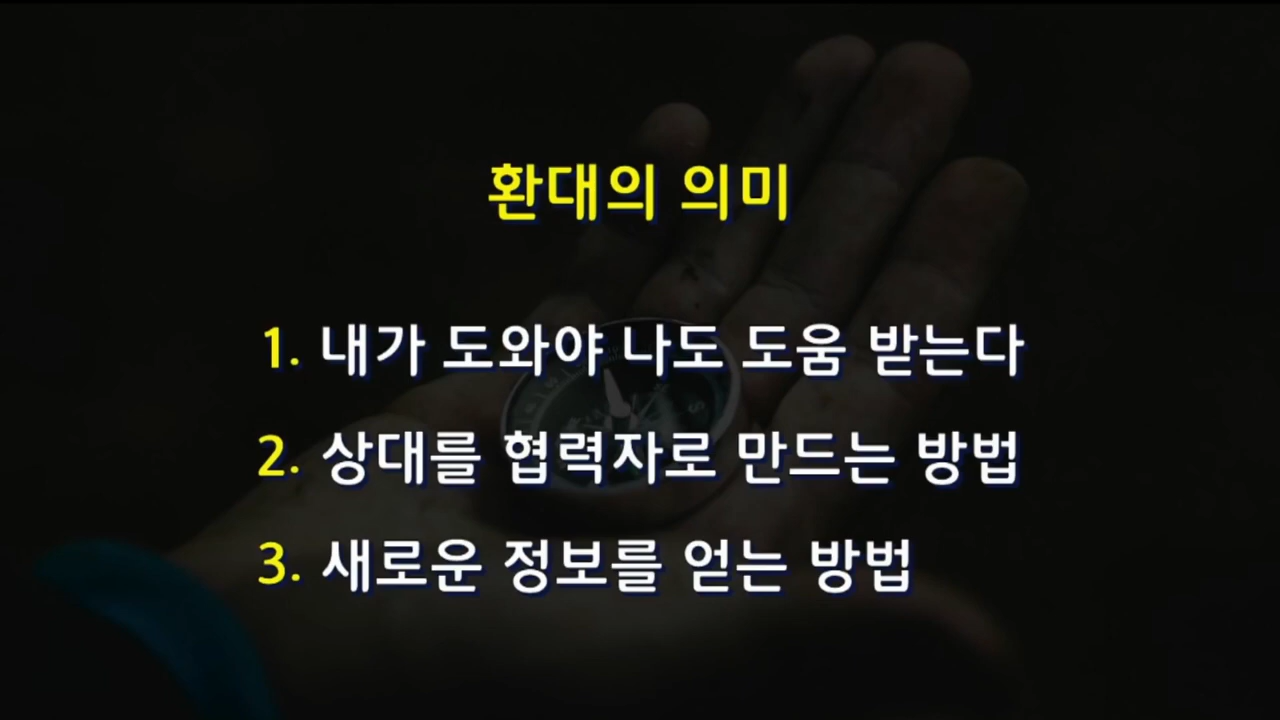 환대의 의미
1. 내가 도와야 나도 도움 받는다
2. 상대를 협력자로 만드는 방법
3. 새로운 정보를 얻는 방법